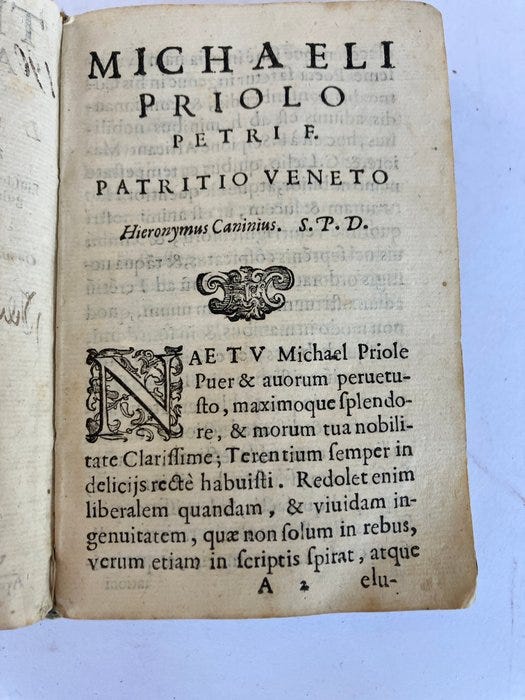 MICHAELI
PRIOLO
PETRI F.
PATRITIO VENETO
Hieronymus Caninius. S. P. D.
NAE TV Michael Priole
Puer & auorum peruetu-
sto, maximoque ſplendo-
re, & morum tua nobili-
tate Clariſſime; Terentium ſemper in
delicijs rectè habuiſti. Redolet enim
liberalem quandam, & viuidam in-
genuitatem, quæ non ſolum in rebus,
verum etiam in ſcriptis ſpirat, atque
A 2 elu-